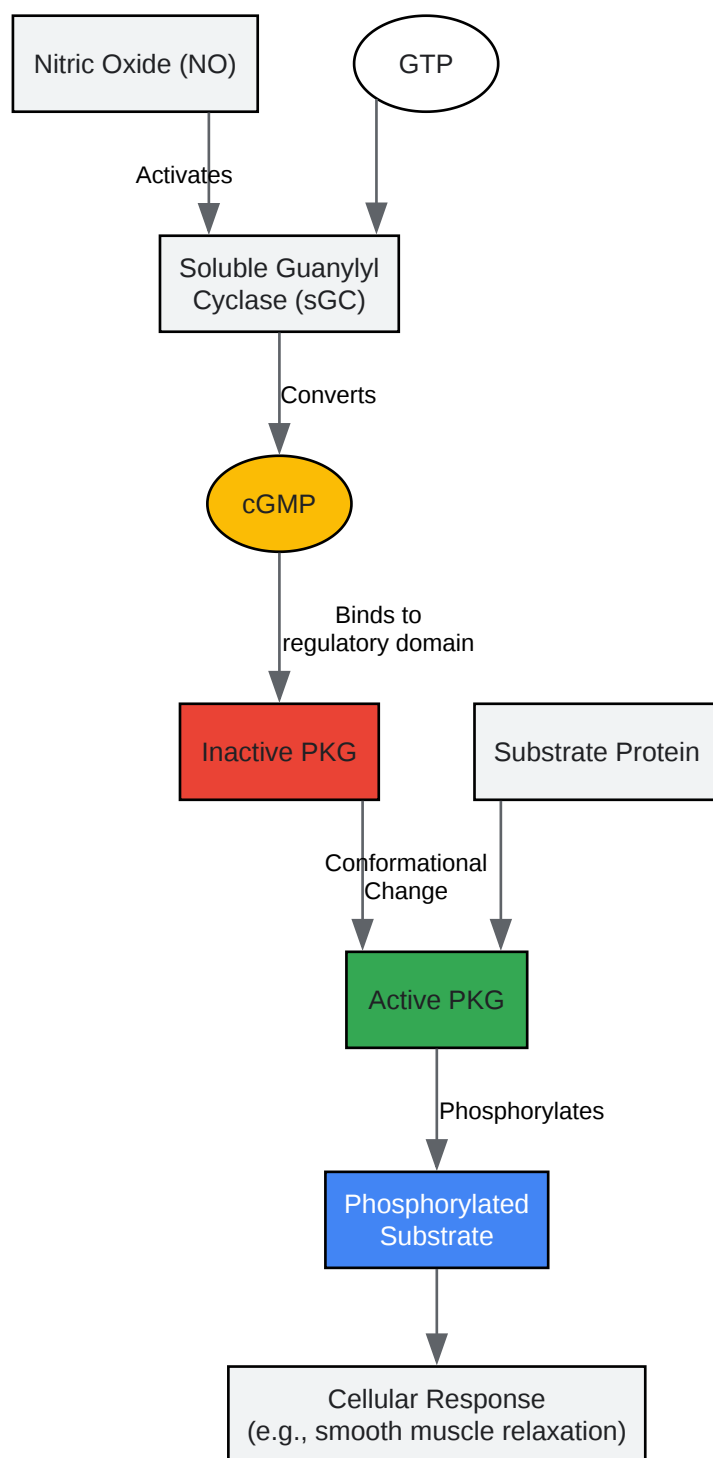 Nitric Oxide (NO)
GTP
Activates
Soluble Guanylyl
Cyclase (sGC)
Converts
cGMP
Binds to
regulatory domain
Inactive PKG
Substrate Protein
Conformational
Change
Active PKG
Phosphorylates
Phosphorylated
Substrate
Cellular Response
(e.g., smooth muscle relaxation)